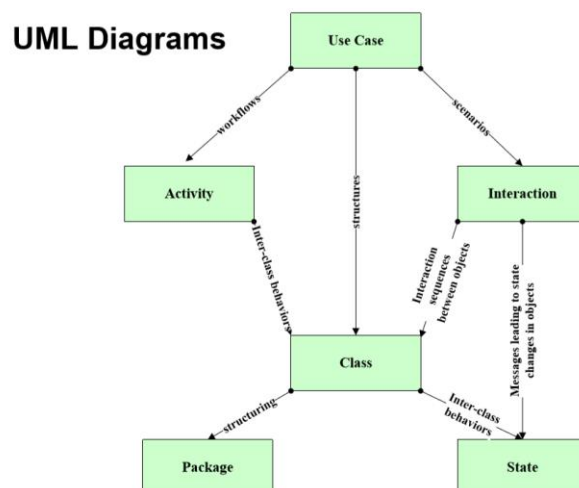 UML Diagrams
Use Case
workflows
structures
scenarios
Activity
Interaction
Inter-class behaviors
Interaction
sequences
between objects
Messages leading to state
changes in objects
Class
structuring
Inter-class
behaviors
Package
State